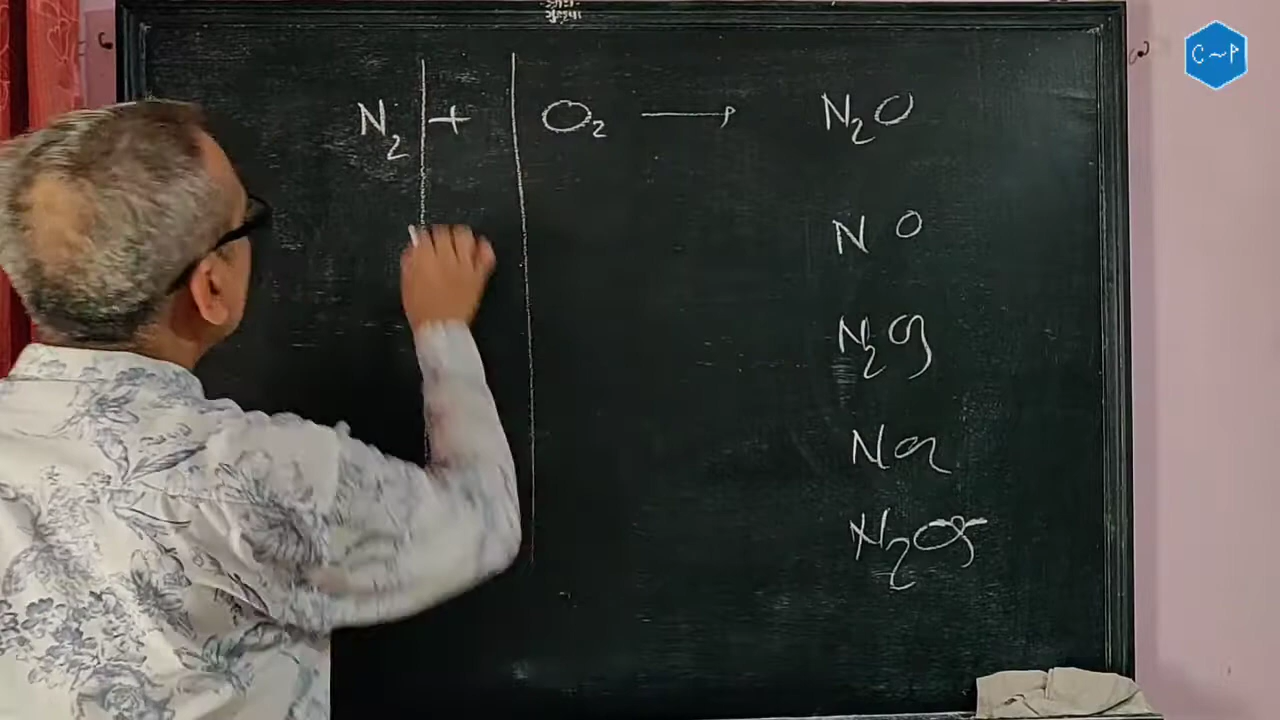 C~P
N₂ + O₂ → N₂O
NO
N₂O₃
NO₂
N₂O₅